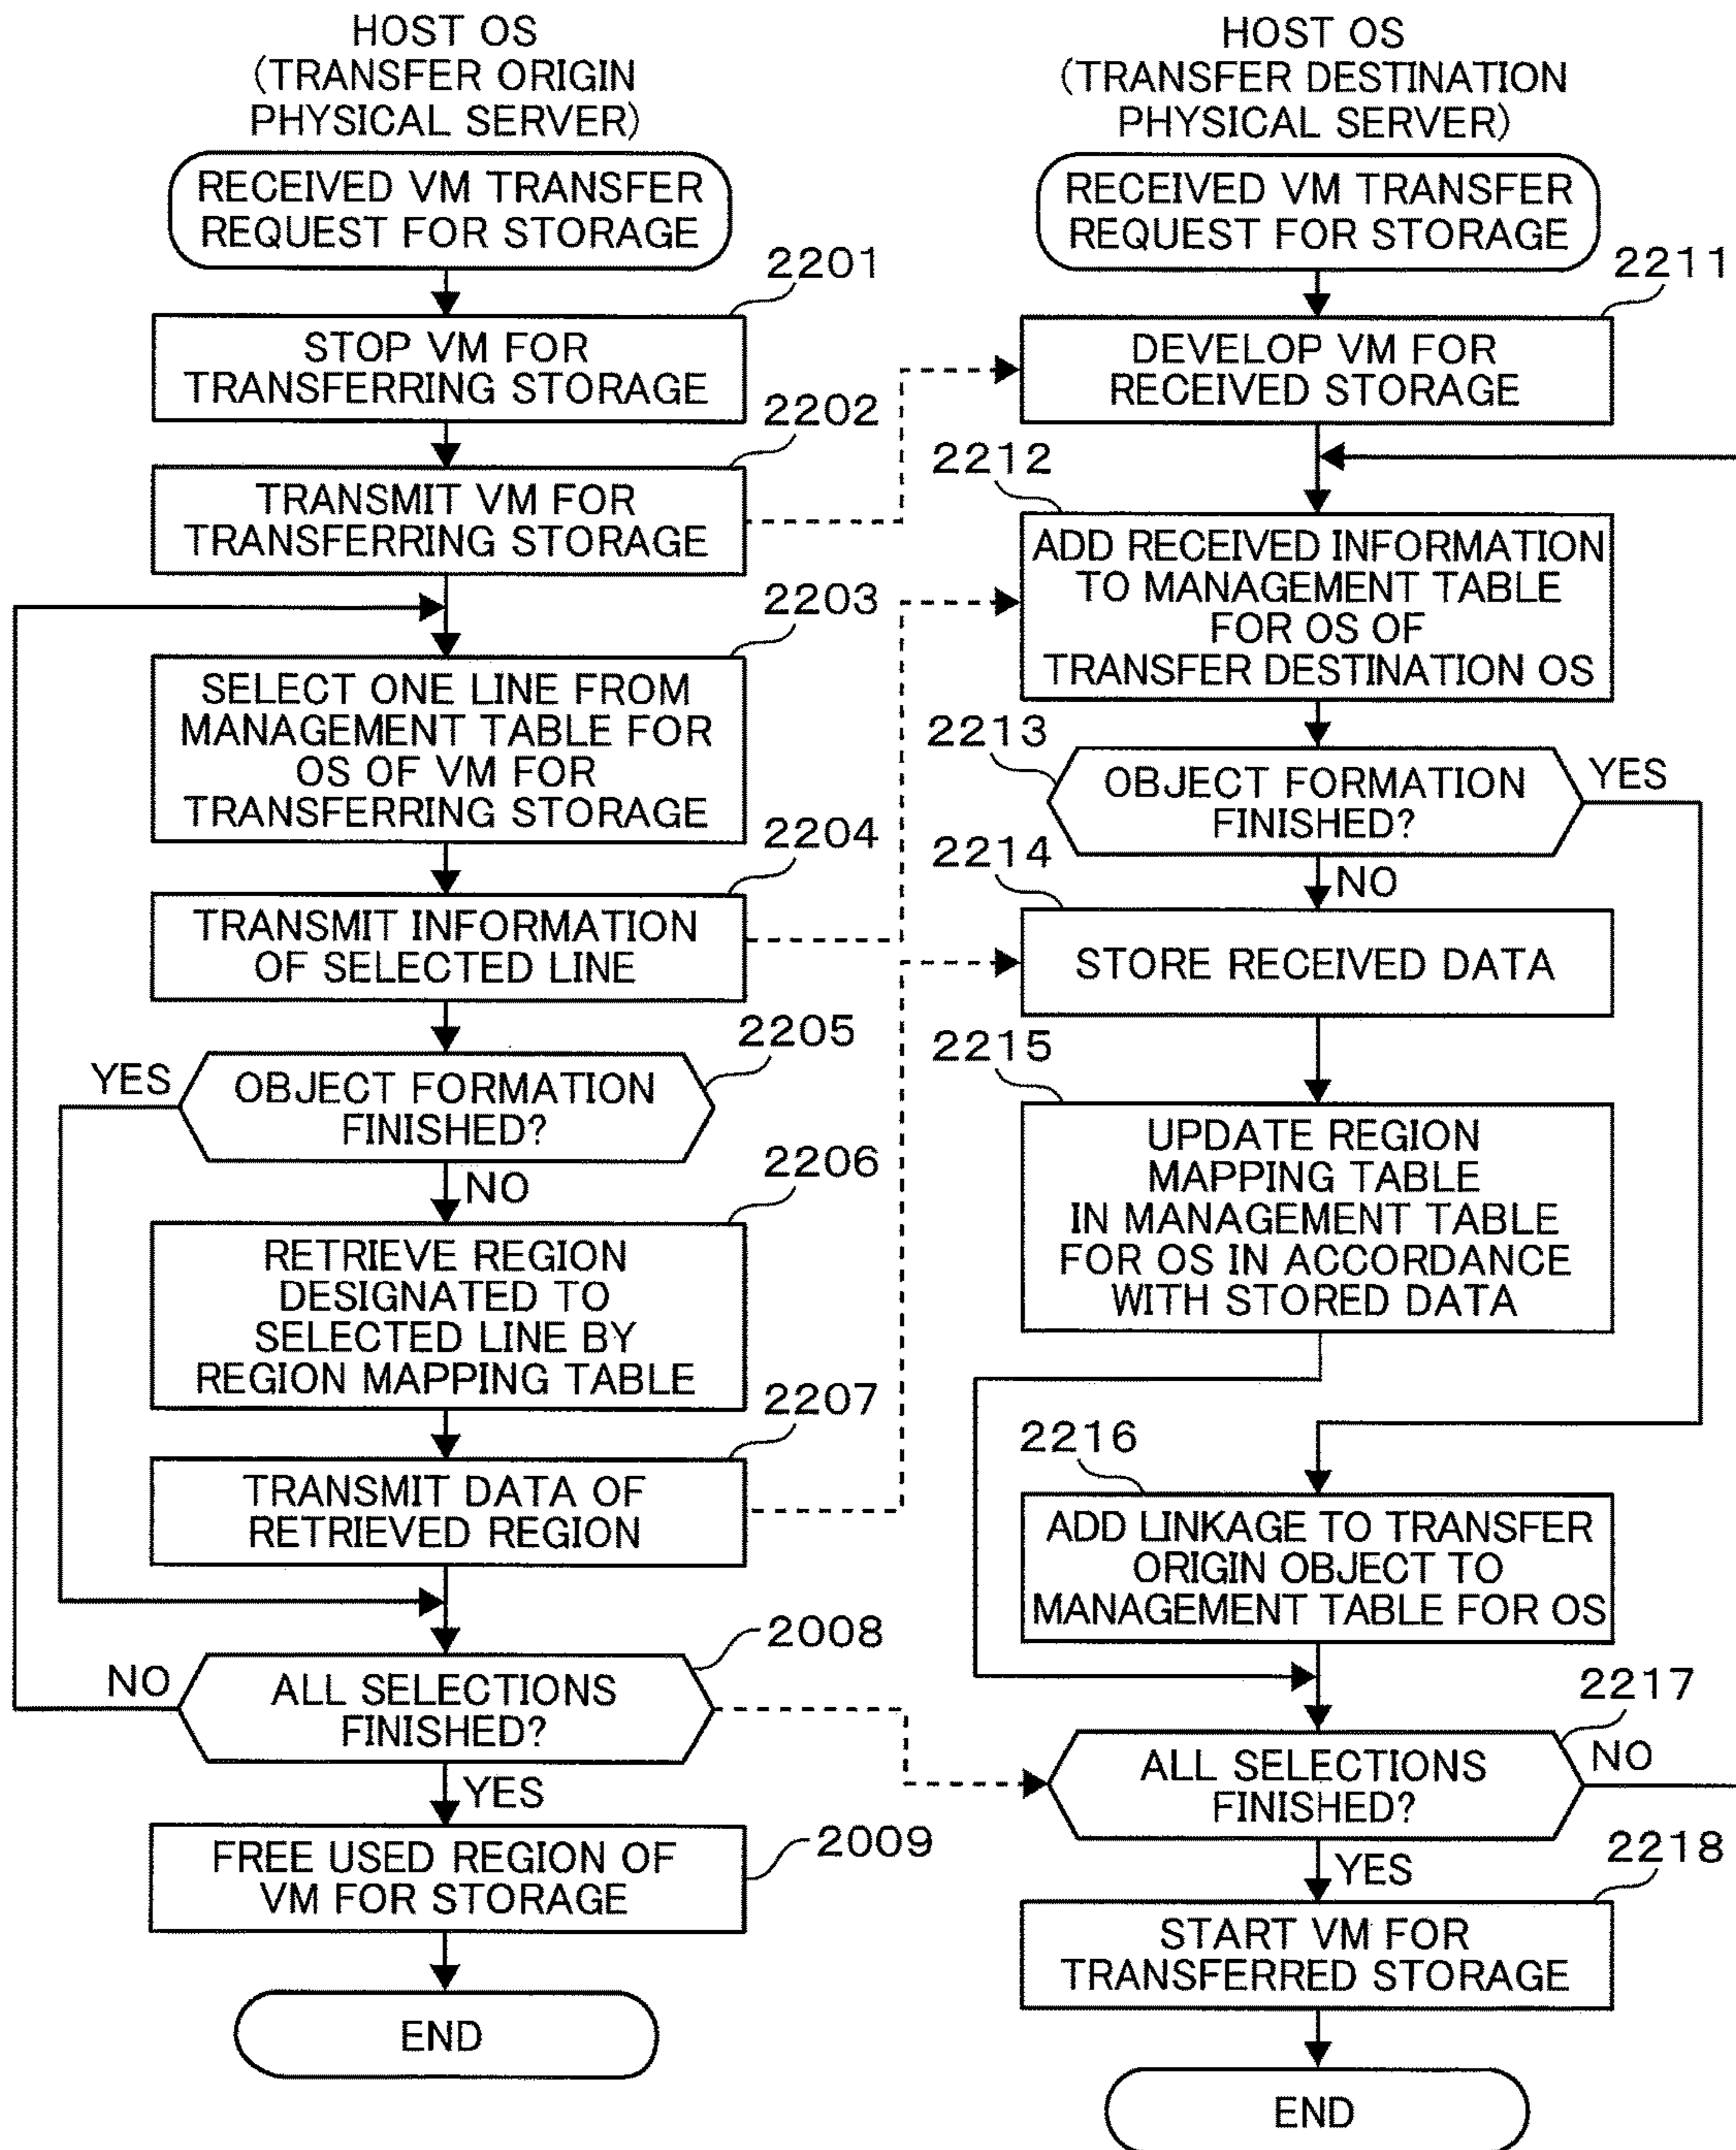 HOST OS
(TRANSFER ORIGIN
PHYSICAL SERVER)
RECEIVED VM TRANSFER
REQUEST FOR STORAGE
2201
STOP VM FOR
TRANSFERRING STORAGE
2202
TRANSMIT VM FOR
TRANSFERRING STORAGE
2203
SELECT ONE LINE FROM
MANAGEMENT TABLE FOR
OS OF VM FOR
TRANSFERRING STORAGE
2204
TRANSMIT INFORMATION
OF SELECTED LINE
2205
YES
OBJECT FORMATION
FINISHED?
NO
2206
RETRIEVE REGION
DESIGNATED TO
SELECTED LINE BY
REGION MAPPING TABLE
2207
TRANSMIT DATA OF
RETRIEVED REGION
2008
NO
ALL SELECTIONS
FINISHED?
YES
2009
FREE USED REGION OF
VM FOR STORAGE
END
HOST OS
(TRANSFER DESTINATION
PHYSICAL SERVER)
RECEIVED VM TRANSFER
REQUEST FOR STORAGE
2211
DEVELOP VM FOR
RECEIVED STORAGE
2212
ADD RECEIVED INFORMATION
TO MANAGEMENT TABLE
FOR OS OF
TRANSFER DESTINATION OS
2213
OBJECT FORMATION
FINISHED?
YES
NO
2214
STORE RECEIVED DATA
2215
UPDATE REGION
MAPPING TABLE
IN MANAGEMENT TABLE
FOR OS IN ACCORDANCE
WITH STORED DATA
2216
ADD LINKAGE TO TRANSFER
ORIGIN OBJECT TO
MANAGEMENT TABLE FOR OS
2217
ALL SELECTIONS
FINISHED?
NO
YES
2218
START VM FOR
TRANSFERRED STORAGE
END